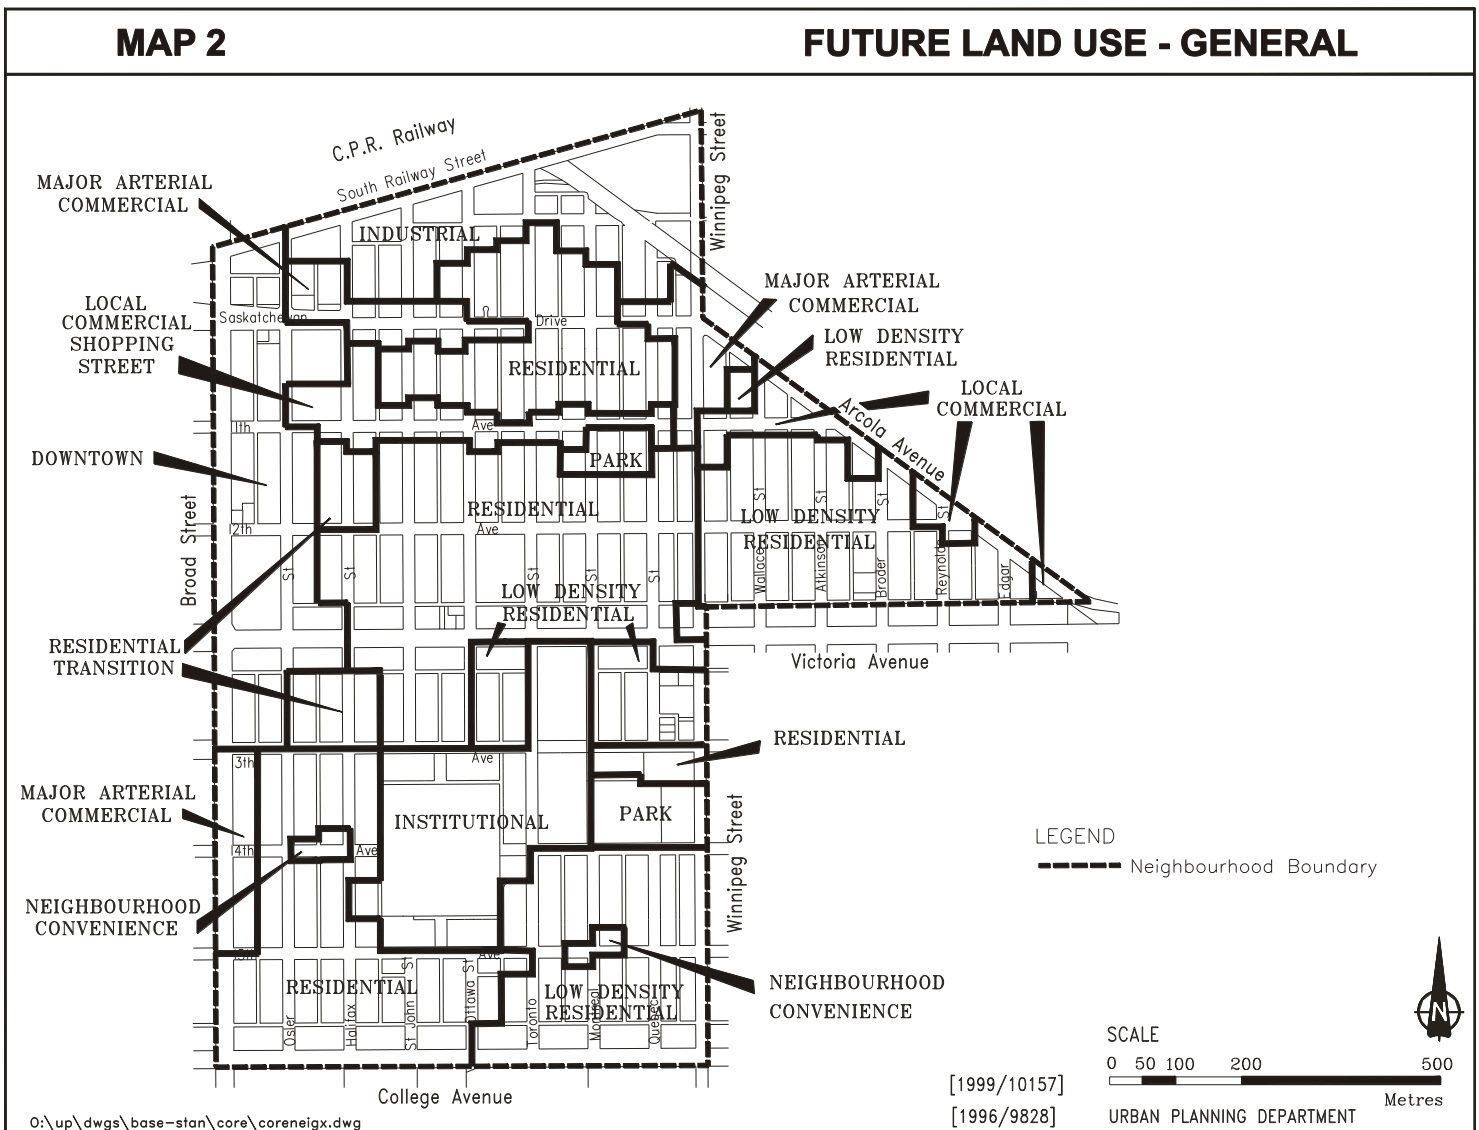 MAP 2
FUTURE LAND USE - GENERAL
C.P.R. Railway
South Railway Street
Winnipeg Street
MAJOR ARTERIAL
COMMERCIAL
INDUSTRIAL
MAJOR ARTERIAL
COMMERCIAL
LOCAL
COMMERCIAL
SHOPPING
STREET
Saskatchewan
Drive
LOW DENSITY
RESIDENTIAL
RESIDENTIAL
LOCAL
COMMERCIAL
Arcola Avenue
1th
Ave
DOWNTOWN
PARK
Broad Street
RESIDENTIAL
12th
Ave
LOW DENSITY
RESIDENTIAL
St
St
St
St
Wallace
Atkinson
Broder
Reynolds
Edgar
St
St
St
St
St
LOW DENSITY
RESIDENTIAL
RESIDENTIAL
TRANSITION
Victoria Avenue
RESIDENTIAL
3th
Ave
MAJOR ARTERIAL
COMMERCIAL
INSTITUTIONAL
PARK
Winnipeg Street
14th
Ave
LEGEND
Neighbourhood Boundary
NEIGHBOURHOOD
CONVENIENCE
Ave
St
St
RESIDENTIAL
LOW DENSITY
RESIDENTIAL
NEIGHBOURHOOD
CONVENIENCE
Osler
Halifax
St John
Ottawa
Toronto
Montreal
Quebec
N
SCALE
0 50 100 200 500
Metres
College Avenue
[1999/10157]
[1996/9828]
URBAN PLANNING DEPARTMENT
O:\up\dwgs\base-stan\core\coreneigx.dwg